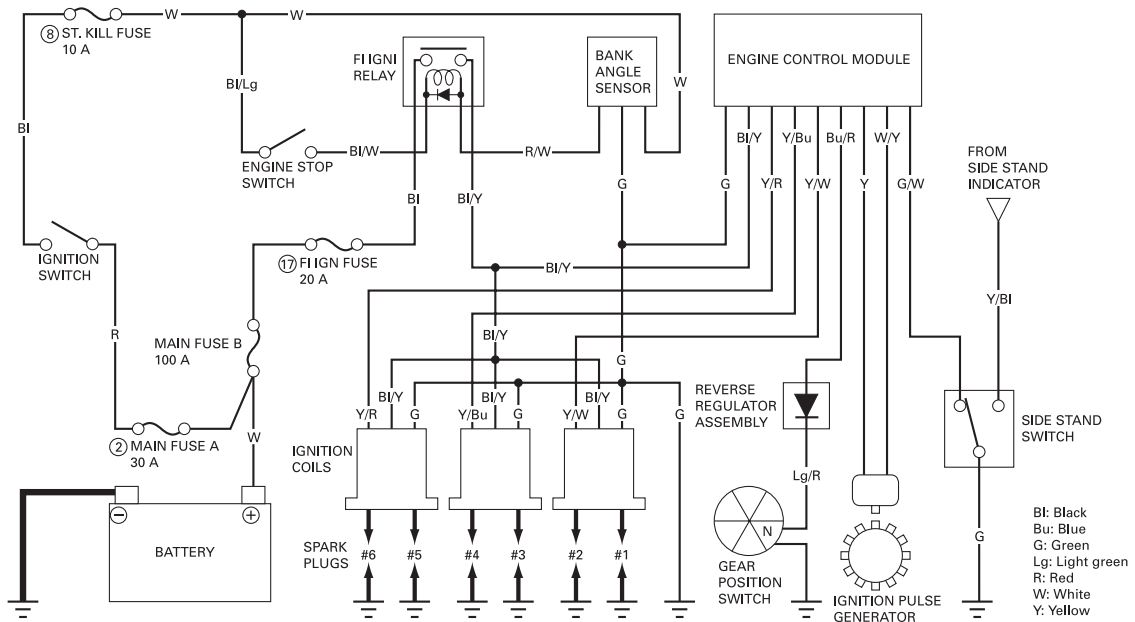 W
W
8 ST. KILL FUSE
10 A
FI IGNI
RELAY
BANK
ANGLE
SENSOR
ENGINE CONTROL MODULE
W
Bl/Lg
Bl
ENGINE STOP
SWITCH
Bl/W
R/W
Bl/Y
Y/Bu
Bu/R
W/Y
FROM
SIDE STAND
INDICATOR
Bl
Bl/Y
G
G
Y/R
Y/W
Y
G/W
IGNITION
SWITCH
17 FI IGN FUSE
20 A
Bl/Y
Y/Bl
R
MAIN FUSE B
100 A
Bl/Y
G
Bl/Y
Bl/Y
Bl/Y
REVERSE
REGULATOR
ASSEMBLY
Y/R
G
Y/Bu
G
Y/W
G
G
SIDE STAND
SWITCH
2 MAIN FUSE A
30 A
W
IGNITION
COILS
Lg/R
N
–
+
BATTERY
SPARK
PLUGS
#6
#5
#4
#3
#2
#1
GEAR
POSITION
SWITCH
IGNITION PULSE
GENERATOR
G
Bl: Black
Bu: Blue
G: Green
Lg: Light green
R: Red
W: White
Y: Yellow